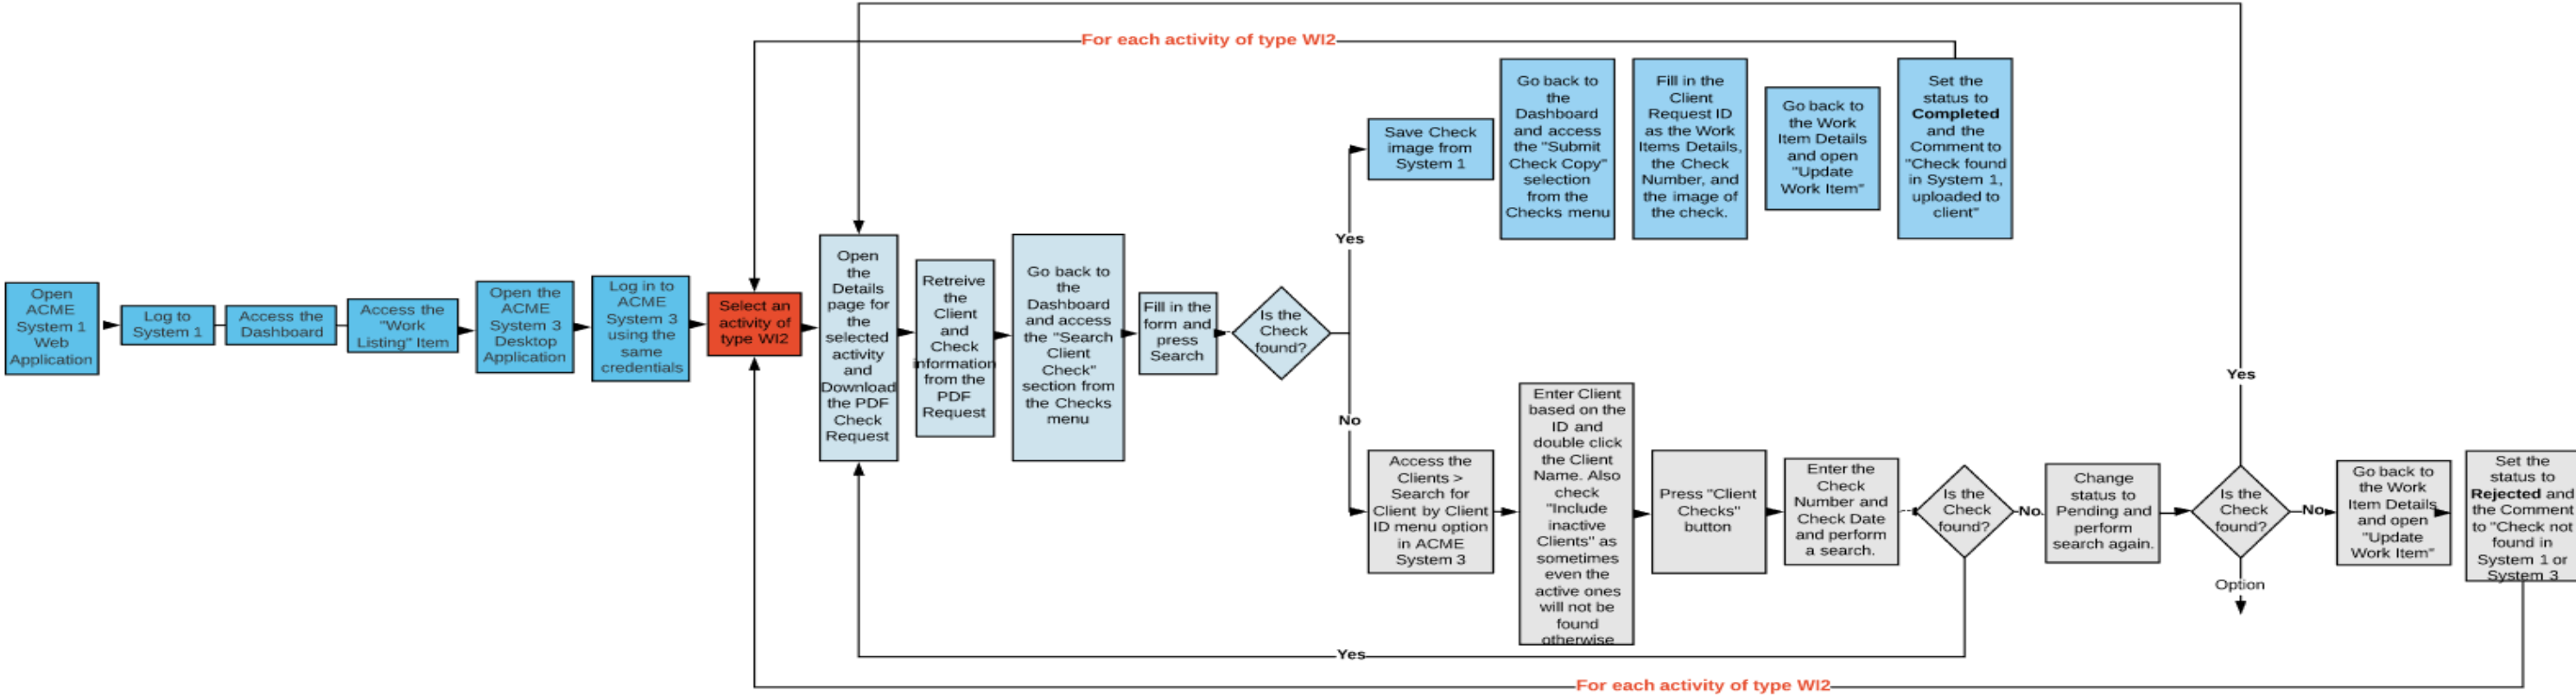 For each activity of type WI2
Open
ACME
System 1
Web
Application
Log to
System 1
Access the
Dashboard
Access the
"Work
Listing" Item
Open the
ACME
System 3
Desktop
Application
Log in to
ACME
System 3
using the
same
credentials
Select an
activity of
type WI2
Open
the
Details
page for
the
selected
activity
and
Download
the PDF
Check
Request
Retreive
the
Client
and
Check
information
from the
PDF
Request
Go back to
the
Dashboard
and access
the "Search
Client
Check"
section from
the Checks
menu
Fill in the
form and
press
Search
Is the
Check
found?
Yes
Save Check
image from
System 1
Go back to
the
Dashboard
and access
the "Submit
Check Copy"
selection
from the
Checks menu
Fill in the
Client
Request ID
as the Work
Items Details,
the Check
Number, and
the image of
the check.
Go back to
the Work
Item Details
and open
"Update
Work Item"
Set the
status to
Completed
and the
Comment to
"Check found
in System 1,
uploaded to
client"
No
Access the
Clients >
Search for
Client by Client
ID menu option
in ACME
System 3
Enter Client
based on the
ID and
double click
the Client
Name. Also
check
"Include
inactive
Clients" as
sometimes
even the
active ones
will not be
found
otherwise
Press "Client
Checks"
button
Enter the
Check
Number and
Check Date
and perform
a search.
Is the
Check
found?
No
Change
status to
Pending and
perform
search again.
Is the
Check
found?
Yes
No
Option
Go back to
the Work
Item Details
and open
"Update
Work Item"
Set the
status to
Rejected and
the Comment
to "Check not
found in
System 1 or
System 3
Yes
For each activity of type WI2